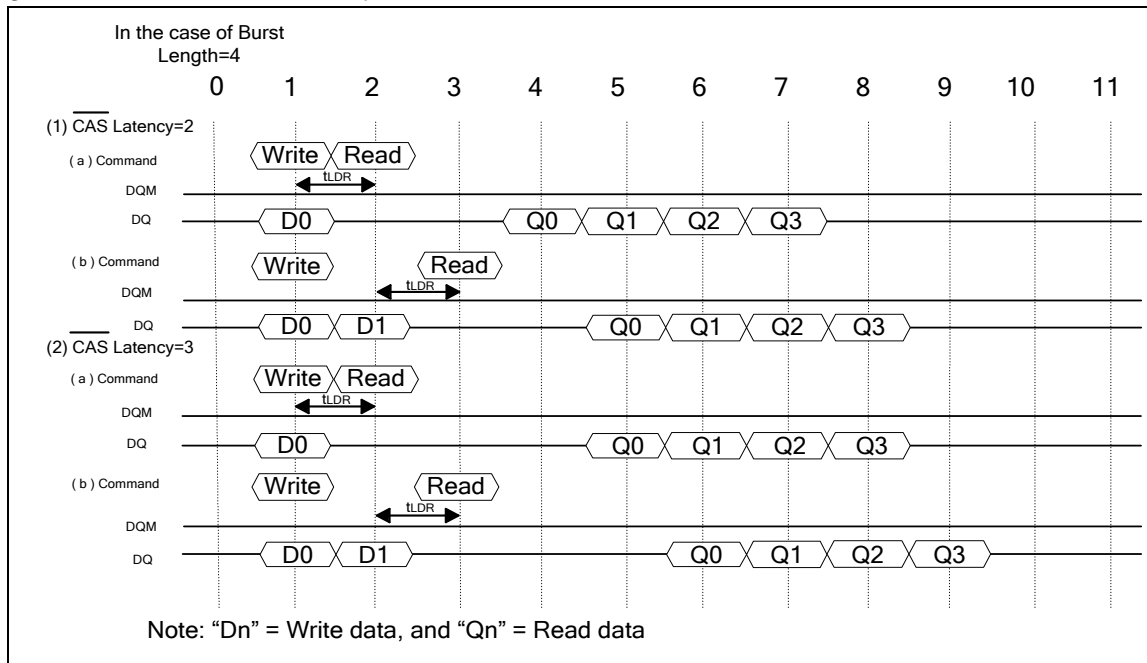 In the case of Burst
Length=4
0 1 2 3 4 5 6 7 8 9 10 11
(1) CAS Latency=2
( a ) Command Write Read
tLDR
DQM
DQ D0 Q0 Q1 Q2 Q3
( b ) Command Write Read
tLDR
DQM
DQ D0 D1 Q0 Q1 Q2 Q3
(2) CAS Latency=3
( a ) Command Write Read
tLDR
DQM
DQ D0 Q0 Q1 Q2 Q3
( b ) Command Write Read
tLDR
DQM
DQ D0 D1 Q0 Q1 Q2 Q3
Note: “Dn” = Write data, and “Qn” = Read data